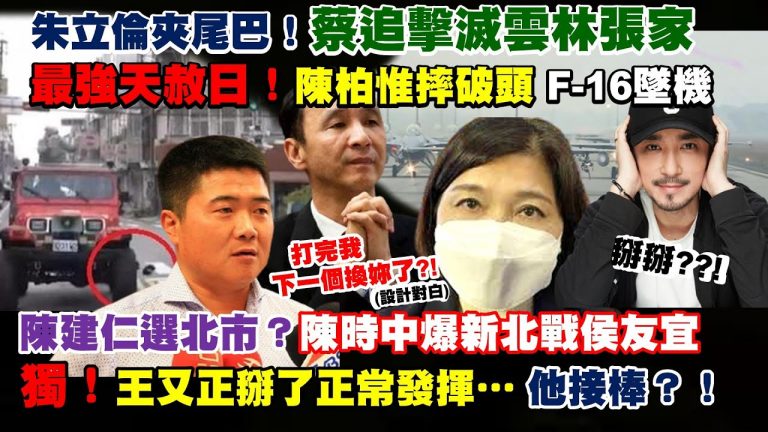 朱立倫夾尾巴！蔡追擊滅雲林張家
最強天赦日！陳柏惟摔破頭 F-16墜機
打完我
下一個換妳了?!
(設計對白)
掰掰??!
陳建仁選北市？陳時中爆新北戰侯友宜
獨！王又正掰了正常發揮… 他接棒？！